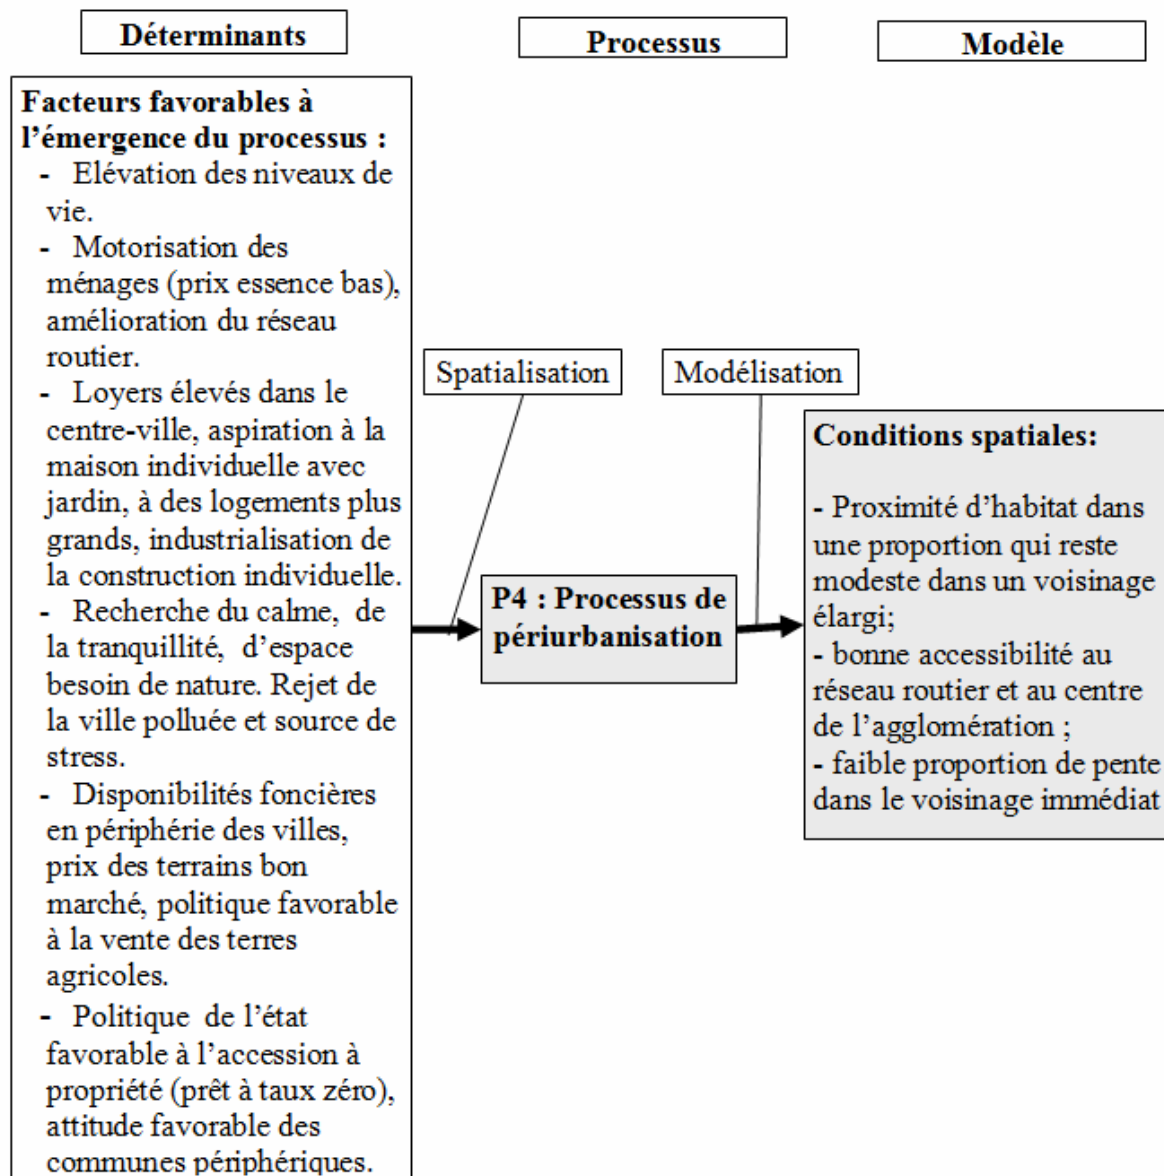 Déterminants
Processus
Modèle
Facteurs favorables à
l’émergence du processus :
- Elévation des niveaux de
vie.
- Motorisation des
ménages (prix essence bas),
amélioration du réseau
routier.
- Loyers élevés dans le
centre-ville, aspiration à la
maison individuelle avec
jardin, à des logements plus
grands, industrialisation de
la construction individuelle.
- Recherche du calme, de
la tranquillité, d’espace
besoin de nature. Rejet de
la ville polluée et source de
stress.
- Disponibilités foncières
en périphérie des villes,
prix des terrains bon
marché, politique favorable
à la vente des terres
agricoles.
- Politique de l’état
favorable à l’accession à
propriété (prêt à taux zéro),
attitude favorable des
communes périphériques.
Spatialisation
P4 : Processus de
périurbanisation
Modélisation
Conditions spatiales:
- Proximité d’habitat dans
une proportion qui reste
modeste dans un voisinage
élargi;
- bonne accessibilité au
réseau routier et au centre
de l’agglomération ;
- faible proportion de pente
dans le voisinage immédiat